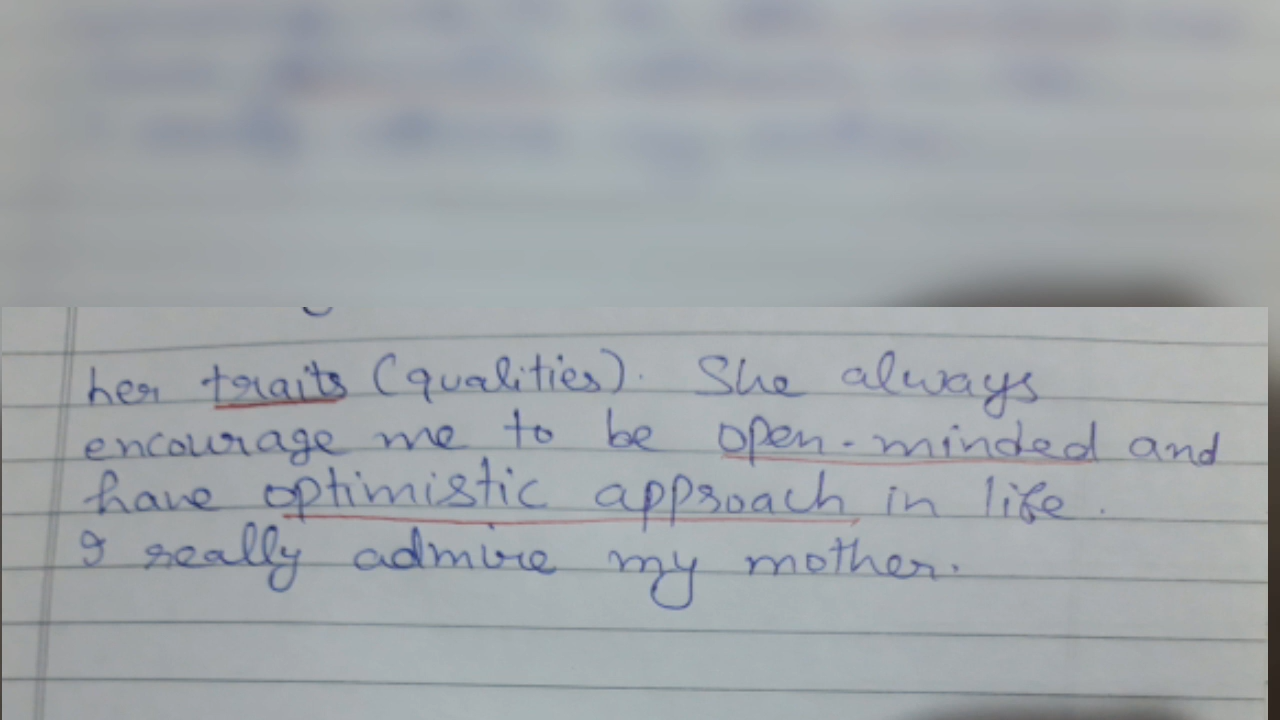 her traits (qualities). She always
encourage me to be open-minded and
have optimistic approach in life.
I really admire my mother.